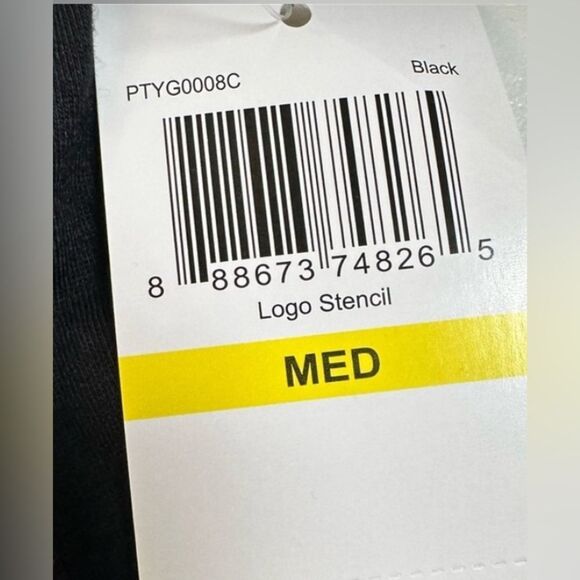 PTYG0008C Black
8 88673 74826 5
Logo Stencil
MED